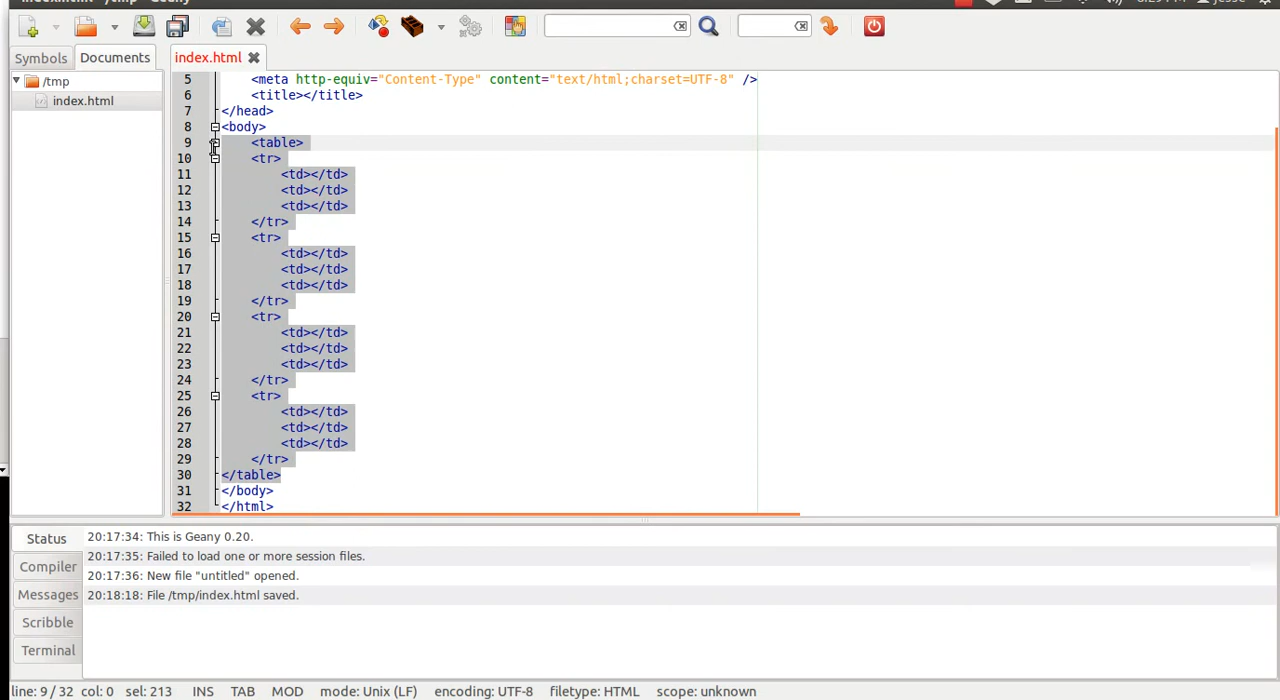 Symbols Documents index.html
/tmp
index.html
5 <meta http-equiv="Content-Type" content="text/html;charset=UTF-8" />
6 <title></title>
7 </head>
8 <body>
9 <table>
10 <tr>
11 <td></td>
12 <td></td>
13 <td></td>
14 </tr>
15 <tr>
16 <td></td>
17 <td></td>
18 <td></td>
19 </tr>
20 <tr>
21 <td></td>
22 <td></td>
23 <td></td>
24 </tr>
25 <tr>
26 <td></td>
27 <td></td>
28 <td></td>
29 </tr>
30 </table>
31 </body>
32 </html>
Status 20:17:34: This is Geany 0.20.
20:17:35: Failed to load one or more session files.
Compiler
20:17:36: New file "untitled" opened.
Messages 20:18:18: File /tmp/index.html saved.
Scribble
Terminal
line: 9 / 32 col: 0 sel: 213 INS TAB MOD mode: Unix (LF) encoding: UTF-8 filetype: HTML scope: unknown